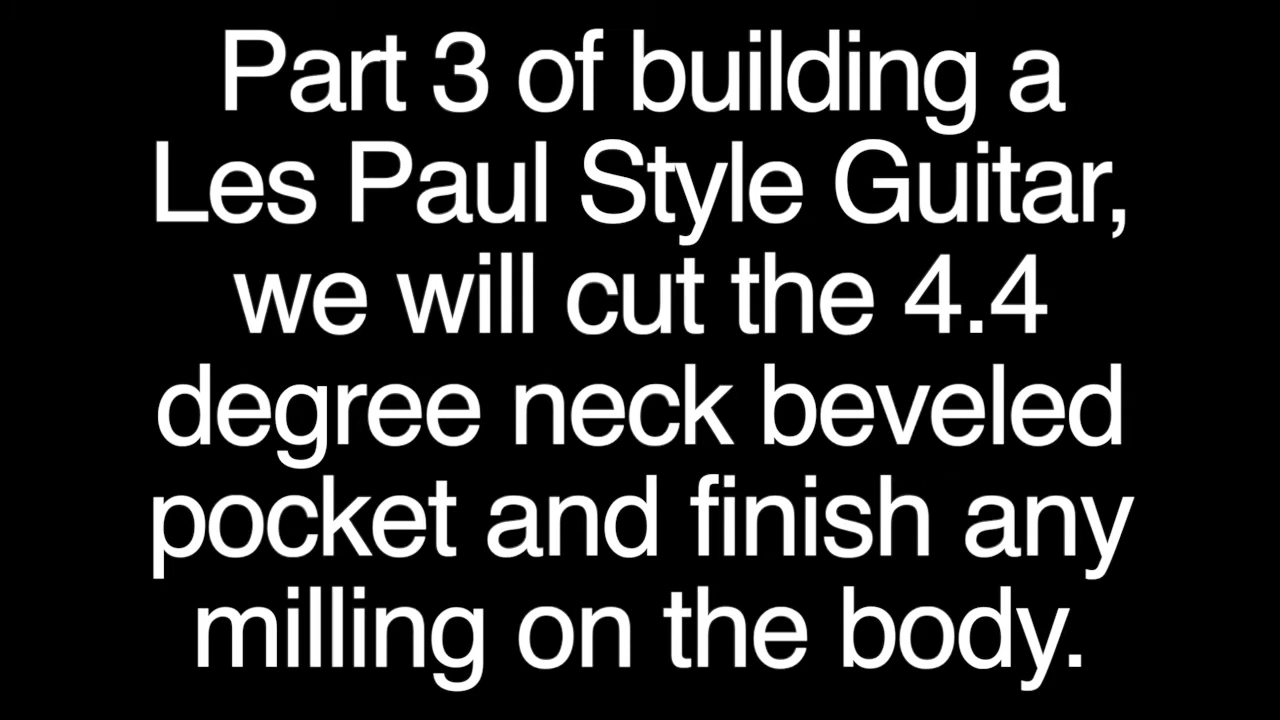 Part 3 of building a
Les Paul Style Guitar,
we will cut the 4.4
degree neck beveled
pocket and finish any
milling on the body.